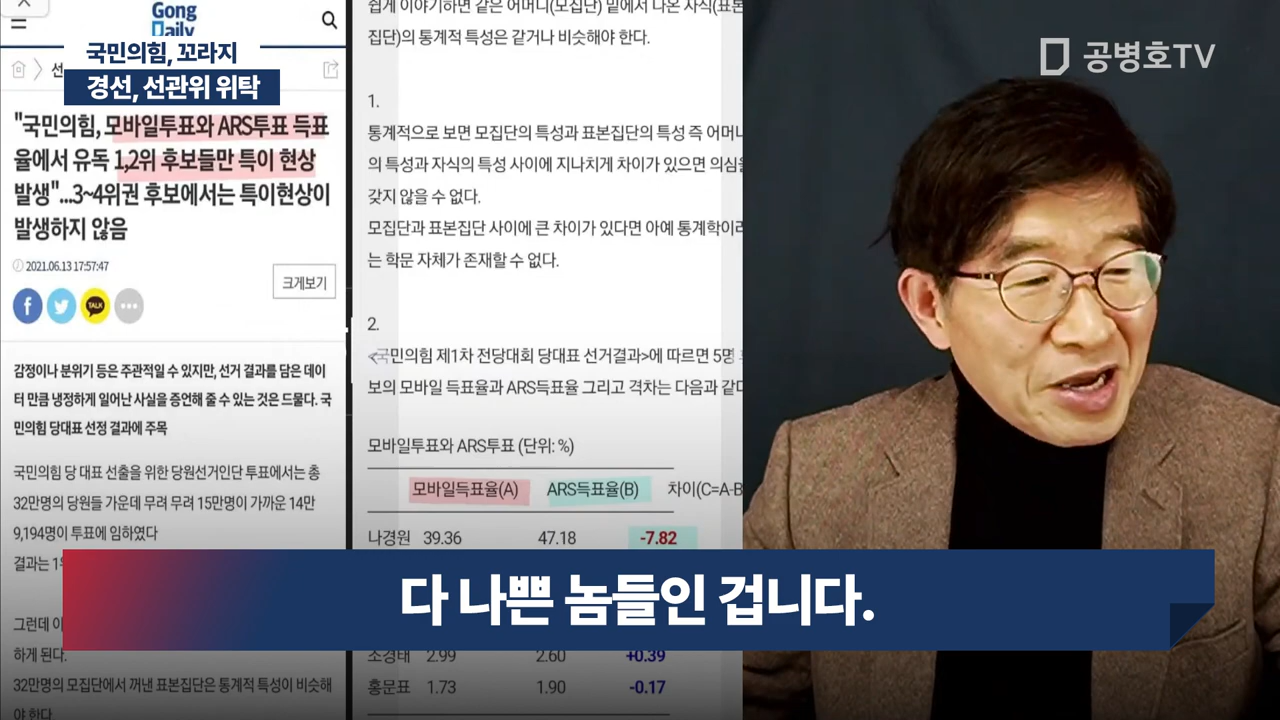 Gong
Daily
국민의힘, 꼬라지
경선, 선관위 위탁
"국민의힘, 모바일투표와 ARS투표 득표
율에서 유독 1,2위 후보들만 특이 현상
발생"...3~4위권 후보에서는 특이현상이
발생하지 않음
2021.06.13 17:57:47
크게보기
TALK
감정이나 분위기 등은 주관적일 수 있지만, 선거 결과를 담은 데이
터 만큼 냉정하게 일어난 사실을 증언해 줄 수 있는 것은 드물다. 국
민의힘 당대표 선정 결과에 주목
국민의힘 당 대표 선출을 위한 당원선거인단 투표에서는 총
32만명의 당원들 가운데 무려 무려 15만명이 가까운 14만
9,194명이 투표에 임하였다
결과는 1위
그런데 이
하게 된다.
32만명의 모집단에서 꺼낸 표본집단은 통계적 특성이 비슷해
야 한다
쉽게 이야기하면 같은 어머니(모집단) 밑에서 나온 자식(표본
집단)의 통계적 특성은 같거나 비슷해야 한다.
1.
통계적으로 보면 모집단의 특성과 표본집단의 특성 즉 어머니
의 특성과 자식의 특성 사이에 지나치게 차이가 있으면 의심을
갖지 않을 수 없다.
모집단과 표본집단 사이에 큰 차이가 있다면 아예 통계학이라
는 학문 자체가 존재할 수 없다.
2.
<국민의힘 제1차 전당대회 당대표 선거결과>에 따르면 5명
보의 모바일 득표율과 ARS득표율 그리고 격차는 다음과 같다
모바일투표와 ARS투표 (단위: %)
모바일득표율(A) ARS득표율(B) 차이(C=A-B
나경원 39.36 47.18 -7.82
조경태 2.99 2.60 +0.39
홍문표 1.73 1.90 -0.17
공병호TV
다 나쁜 놈들인 겁니다.